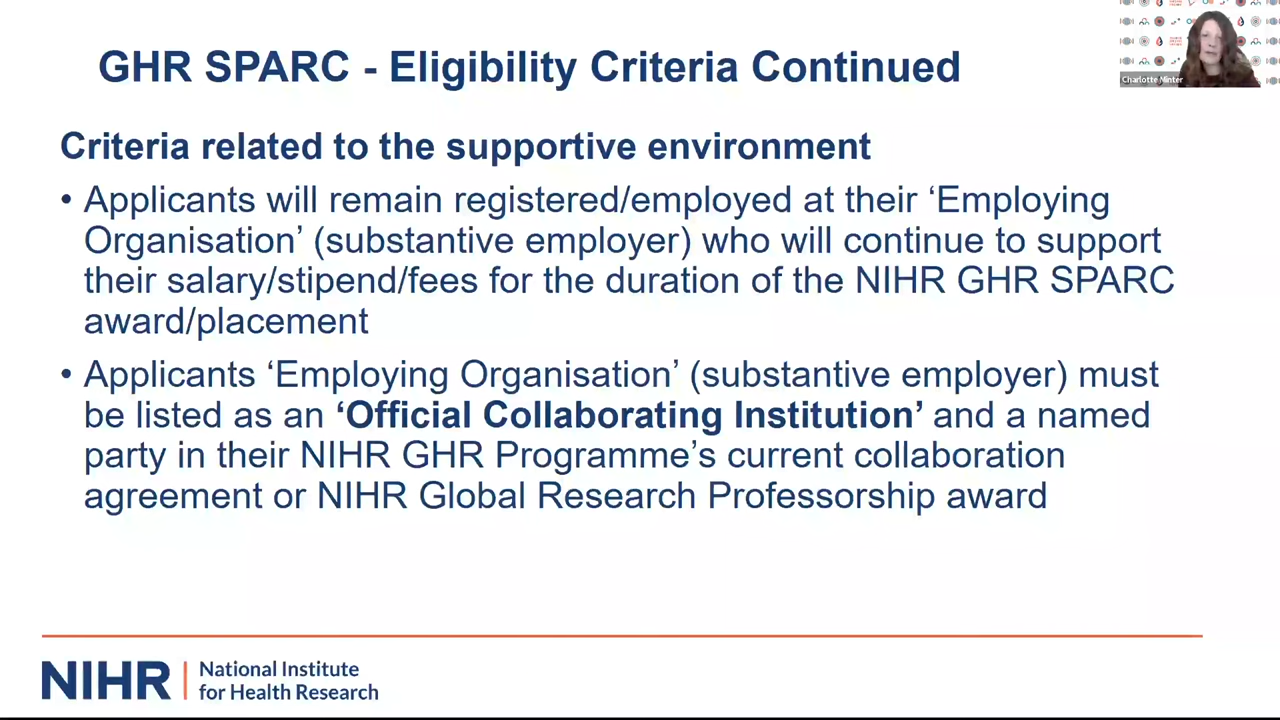 GHR SPARC - Eligibility Criteria Continued
Charlotte Minter
Criteria related to the supportive environment
• Applicants will remain registered/employed at their ‘Employing
Organisation’ (substantive employer) who will continue to support
their salary/stipend/fees for the duration of the NIHR GHR SPARC
award/placement
• Applicants ‘Employing Organisation’ (substantive employer) must
be listed as an ‘Official Collaborating Institution’ and a named
party in their NIHR GHR Programme’s current collaboration
agreement or NIHR Global Research Professorship award
NIHR | National Institute
for Health Research